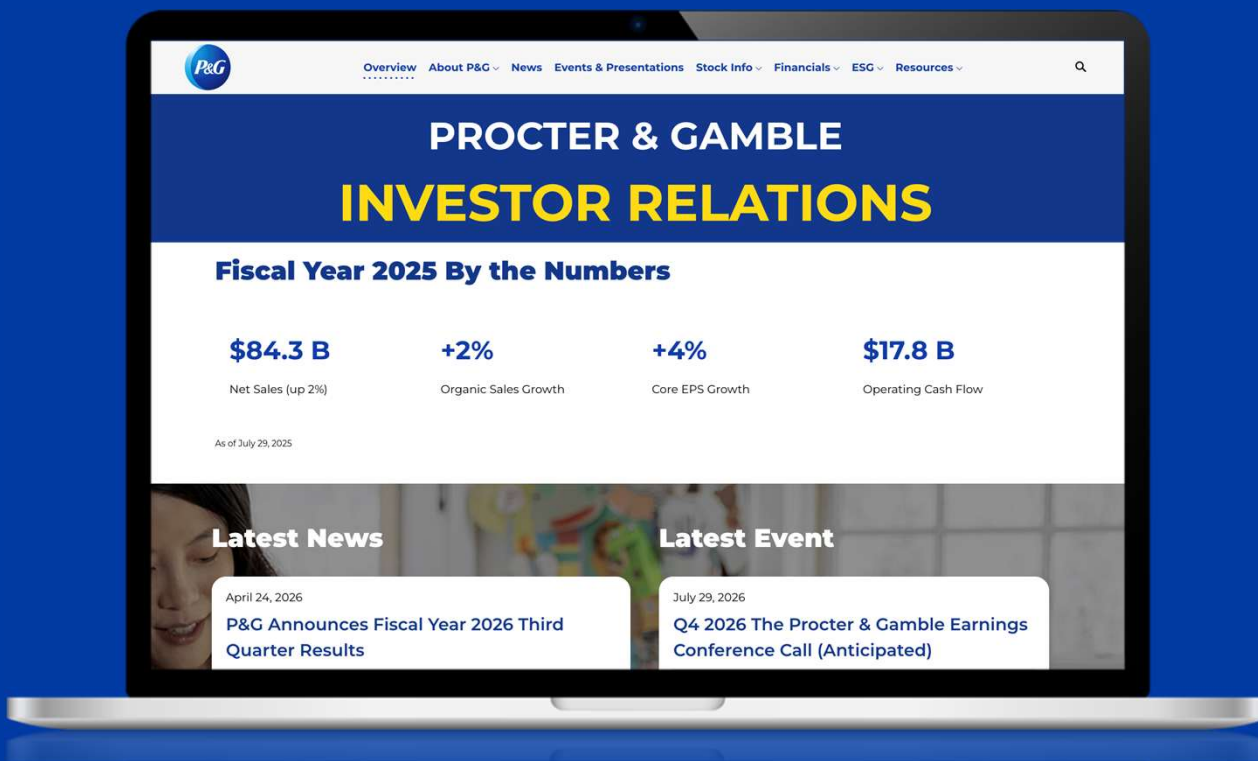 P&G
Overview About P&G News Events & Presentations Stock Info Financials ESG Resources
PROCTER & GAMBLE
INVESTOR RELATIONS
Fiscal Year 2025 By the Numbers
$84.3 B +2% +4% $17.8 B
Net Sales (up 2%) Organic Sales Growth Core EPS Growth Operating Cash Flow
As of July 29, 2025
Latest News
April 24, 2026
P&G Announces Fiscal Year 2026 Third
Quarter Results
Latest Event
July 29, 2026
Q4 2026 The Procter & Gamble Earnings
Conference Call (Anticipated)